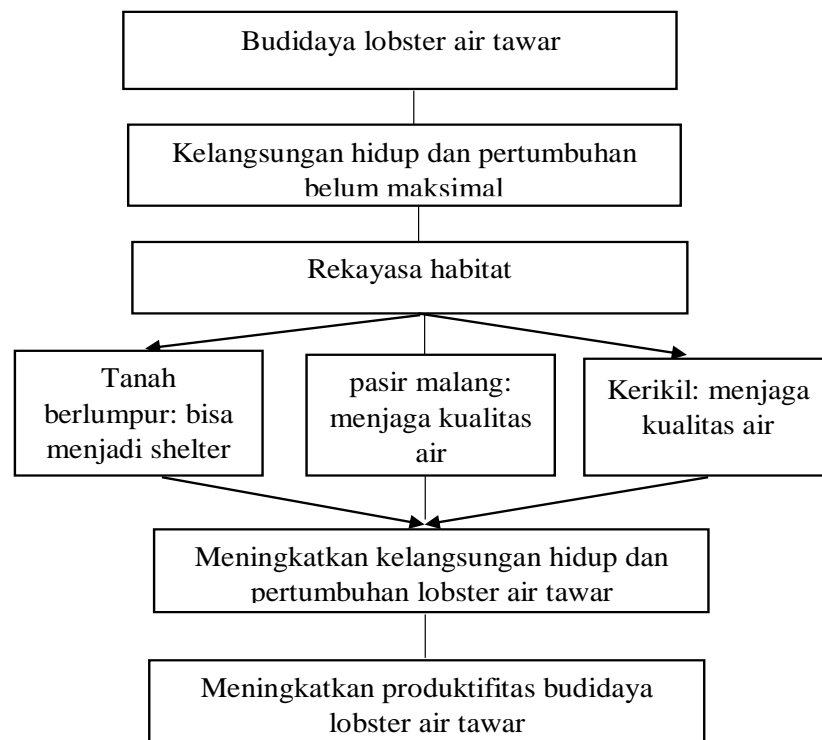 Budidaya lobster air tawar
Kelangsungan hidup dan pertumbuhan
belum maksimal
Rekayasa habitat
Tanah
berlumpur: bisa
menjadi shelter
pasir malang:
menjaga kualitas
air
Kerikil: menjaga
kualitas air
Meningkatkan kelangsungan hidup dan
pertumbuhan lobster air tawar
Meningkatkan produktifitas budidaya
lobster air tawar